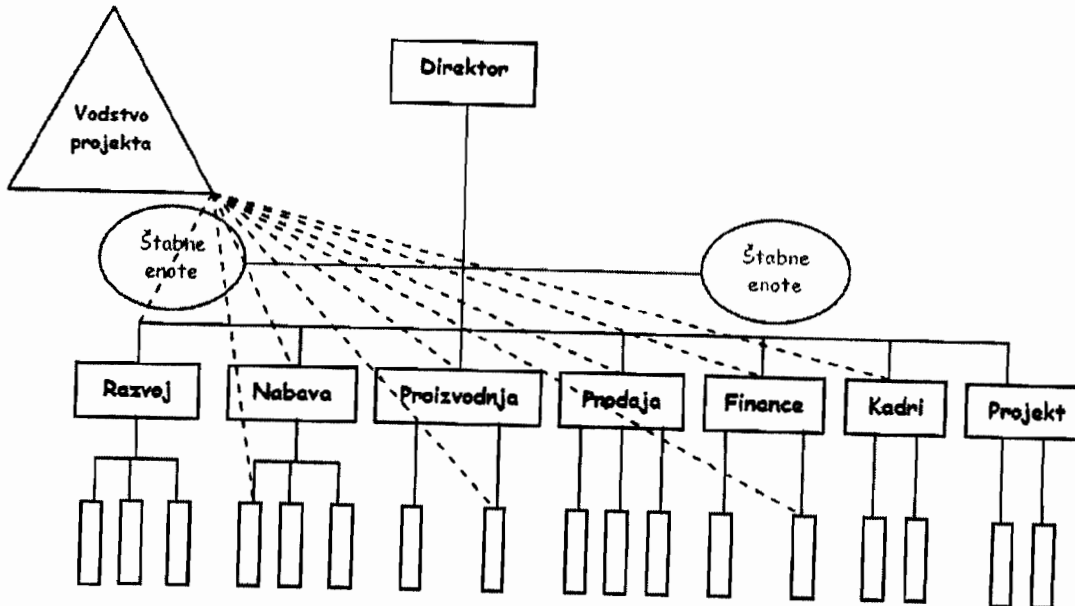 Direktor
Vodstvo
projekta
Štabne
enote
Štabne
enote
Razvoj
Nabava
Proizvodnja
Prodaja
Finance
Kadri
Projekt